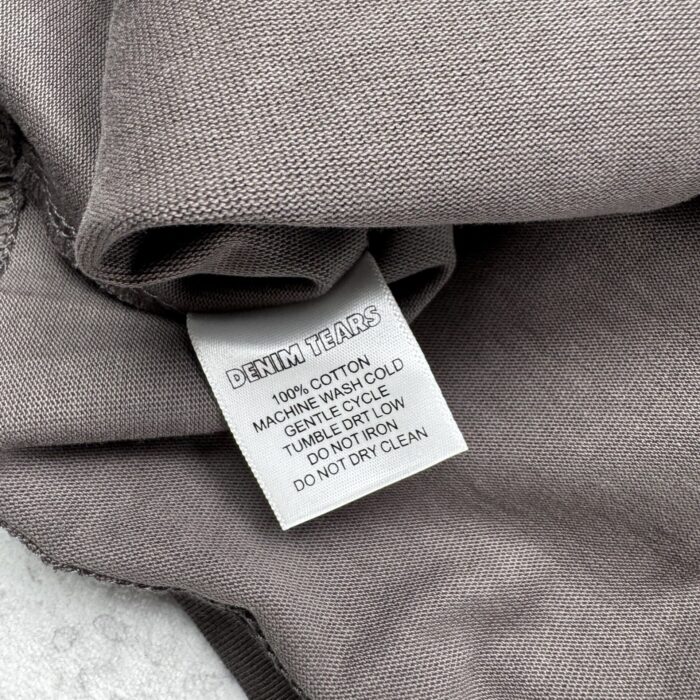 DENIM TEARS
100% COTTON
MACHINE WASH COLD
GENTLE CYCLE
TUMBLE DRT LOW
DO NOT IRON
DO NOT DRY CLEAN